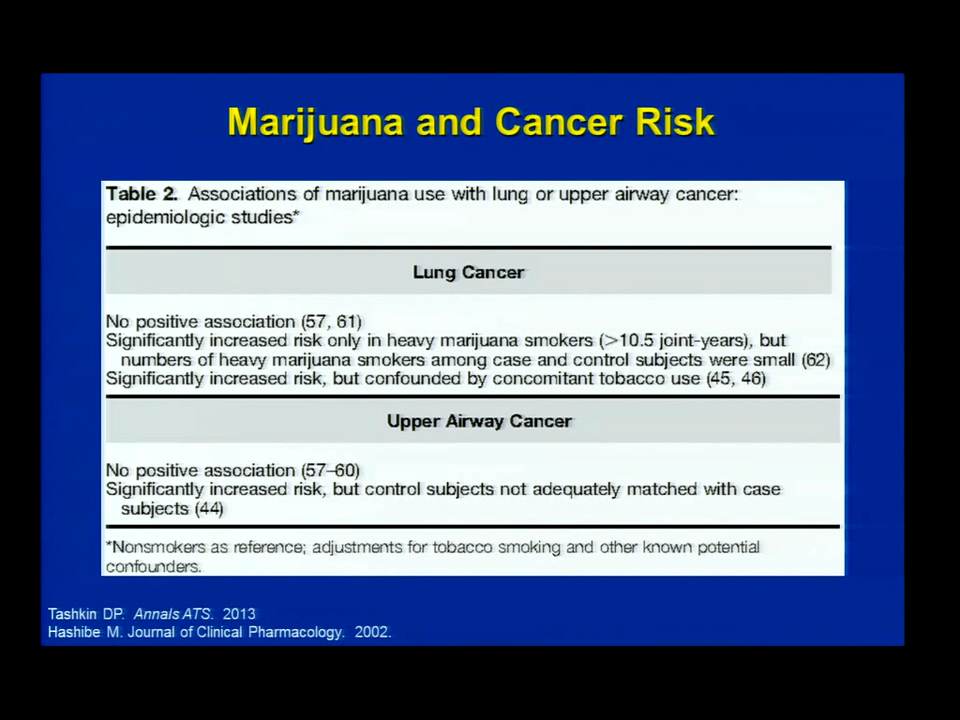 Marijuana and Cancer Risk
Table 2. Associations of marijuana use with lung or upper airway cancer:
epidemiologic studies*
Lung Cancer
No positive association (57, 61)
Significantly increased risk only in heavy marijuana smokers (>10.5 joint-years), but
numbers of heavy marijuana smokers among case and control subjects were small (62)
Significantly increased risk, but confounded by concomitant tobacco use (45, 46)
Upper Airway Cancer
No positive association (57–60)
Significantly increased risk, but control subjects not adequately matched with case
subjects (44)
*Nonsmokers as reference; adjustments for tobacco smoking and other known potential
confounders.
Tashkin DP. Annals ATS. 2013
Hashibe M. Journal of Clinical Pharmacology. 2002.